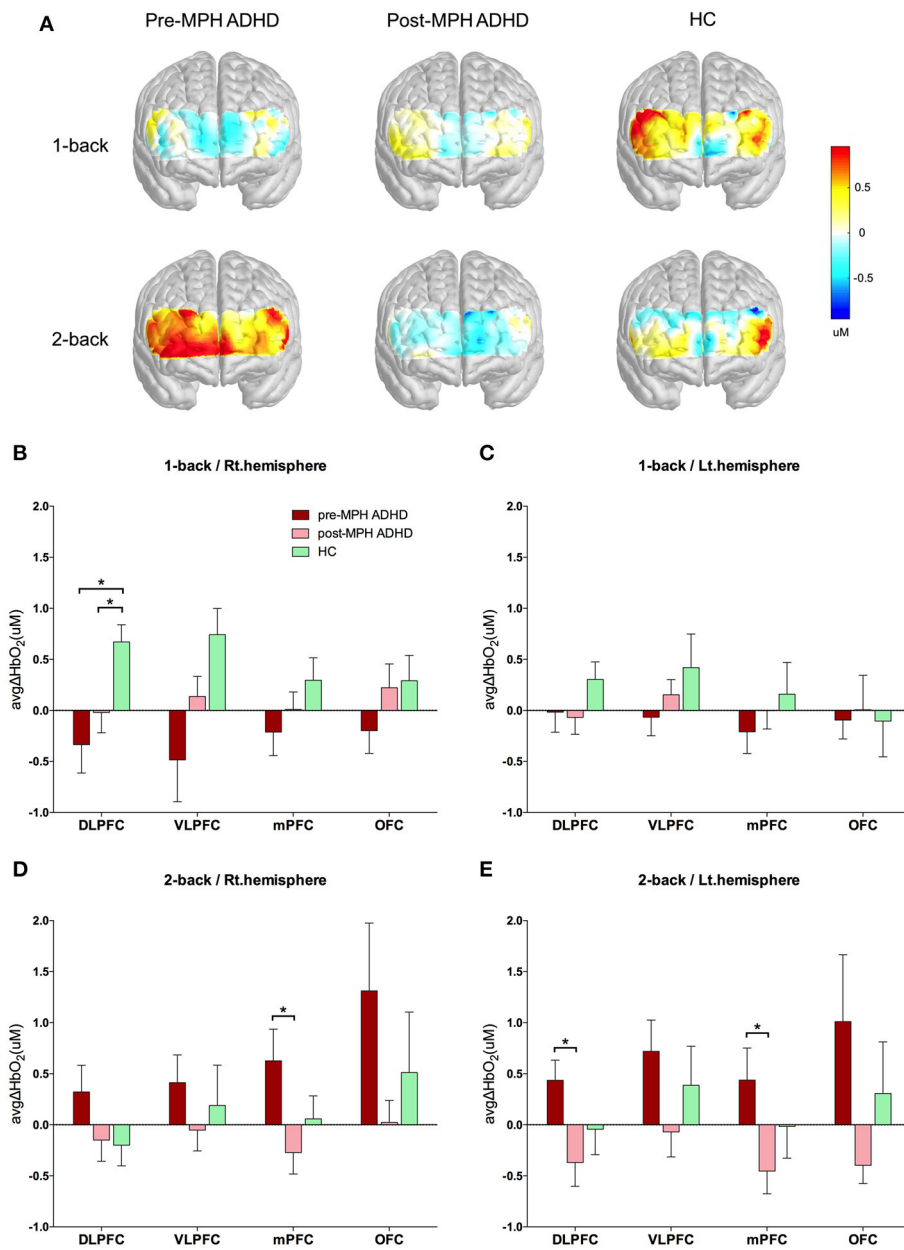 A
Pre-MPH ADHD Post-MPH ADHD HC
1-back
2-back
0.5
0
-0.5
uM
B
1-back / Rt.hemisphere
pre-MPH ADHD
post-MPH ADHD
HC
* 
*
avgΔHbO₂(uM)
2.0
1.5
1.0
0.5
0.0
-0.5
-1.0
DLPFC VLPFC mPFC OFC
C
1-back / Lt.hemisphere
2.0
1.5
1.0
0.5
0.0
-0.5
-1.0
DLPFC VLPFC mPFC OFC
D
2-back / Rt.hemisphere
*
avgΔHbO₂(uM)
2.0
1.5
1.0
0.5
0.0
-0.5
-1.0
DLPFC VLPFC mPFC OFC
E
2-back / Lt.hemisphere
* *
avgΔHbO₂(uM)
2.0
1.5
1.0
0.5
0.0
-0.5
-1.0
DLPFC VLPFC mPFC OFC